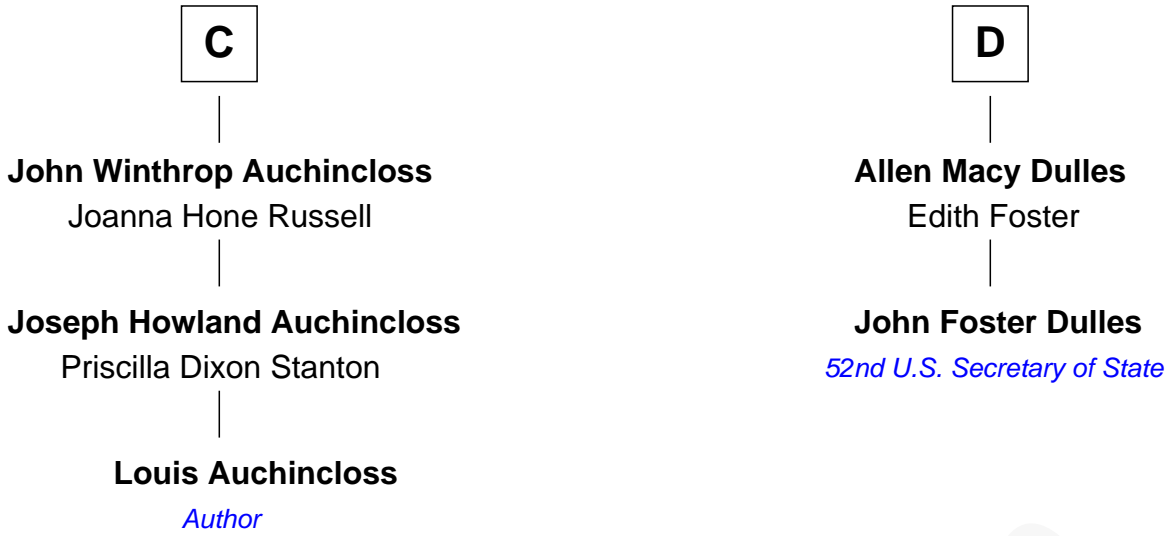 C
John Winthrop Auchincloss
Joanna Hone Russell
Joseph Howland Auchincloss
Priscilla Dixon Stanton
Louis Auchincloss
Author
D
Allen Macy Dulles
Edith Foster
John Foster Dulles
52nd U.S. Secretary of State